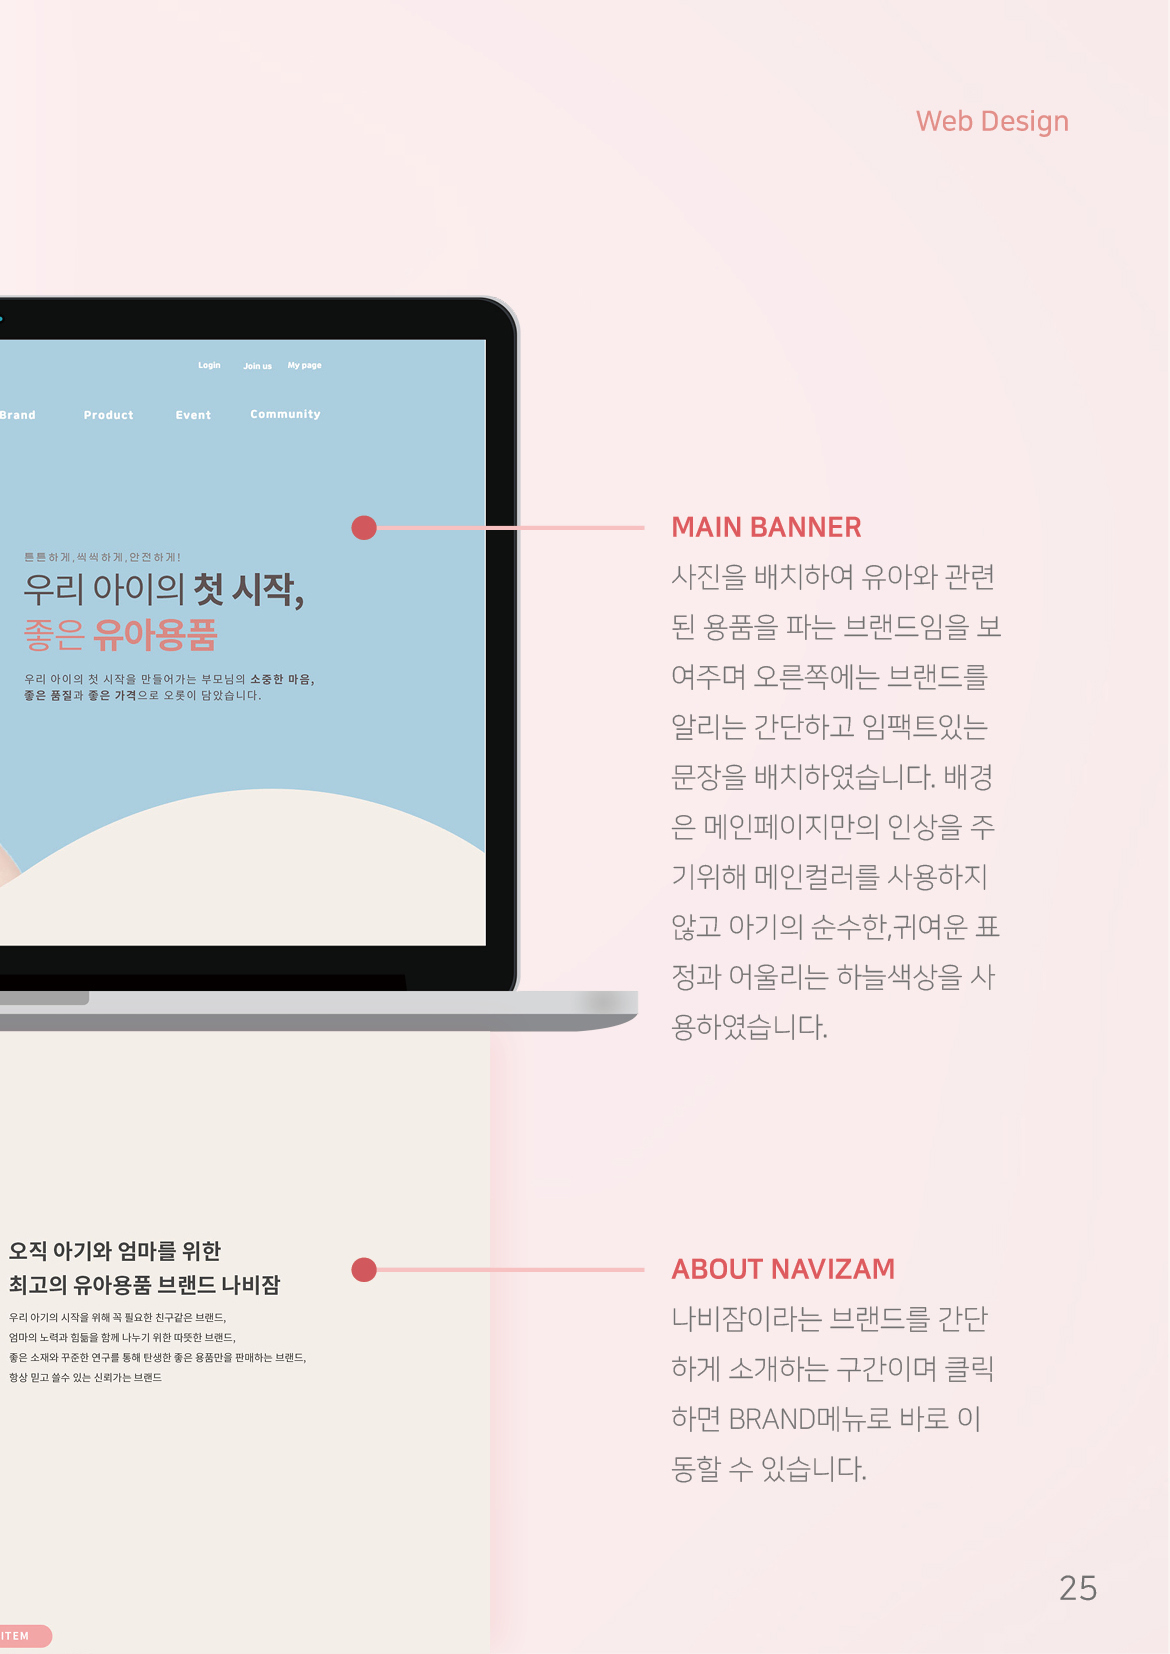 Web Design
Login Join us My page
Brand Product Event Community
튼튼하게,씩씩하게,안전하게!
우리 아이의 첫 시작,
좋은 유아용품
우리 아이의 첫 시작을 만들어가는 부모님의 소중한 마음,
좋은 품질과 좋은 가격으로 오롯이 담았습니다.
MAIN BANNER
사진을 배치하여 유아와 관련
된 용품을 파는 브랜드임을 보
여주며 오른쪽에는 브랜드를
알리는 간단하고 임팩트있는
문장을 배치하였습니다. 배경
은 메인페이지만의 인상을 주
기위해 메인컬러를 사용하지
않고 아기의 순수한,귀여운 표
정과 어울리는 하늘색상을 사
용하였습니다.
오직 아기와 엄마를 위한
최고의 유아용품 브랜드 나비잠
우리 아기의 시작을 위해 꼭 필요한 친구같은 브랜드,
엄마의 노력과 힘듦을 함께 나누기 위한 따뜻한 브랜드,
좋은 소재와 꾸준한 연구를 통해 탄생한 좋은 용품만을 판매하는 브랜드,
항상 믿고 쓸수 있는 신뢰가는 브랜드
ABOUT NAVIZAM
나비잠이라는 브랜드를 간단
하게 소개하는 구간이며 클릭
하면 BRAND메뉴로 바로 이
동할 수 있습니다.
ITEM
25